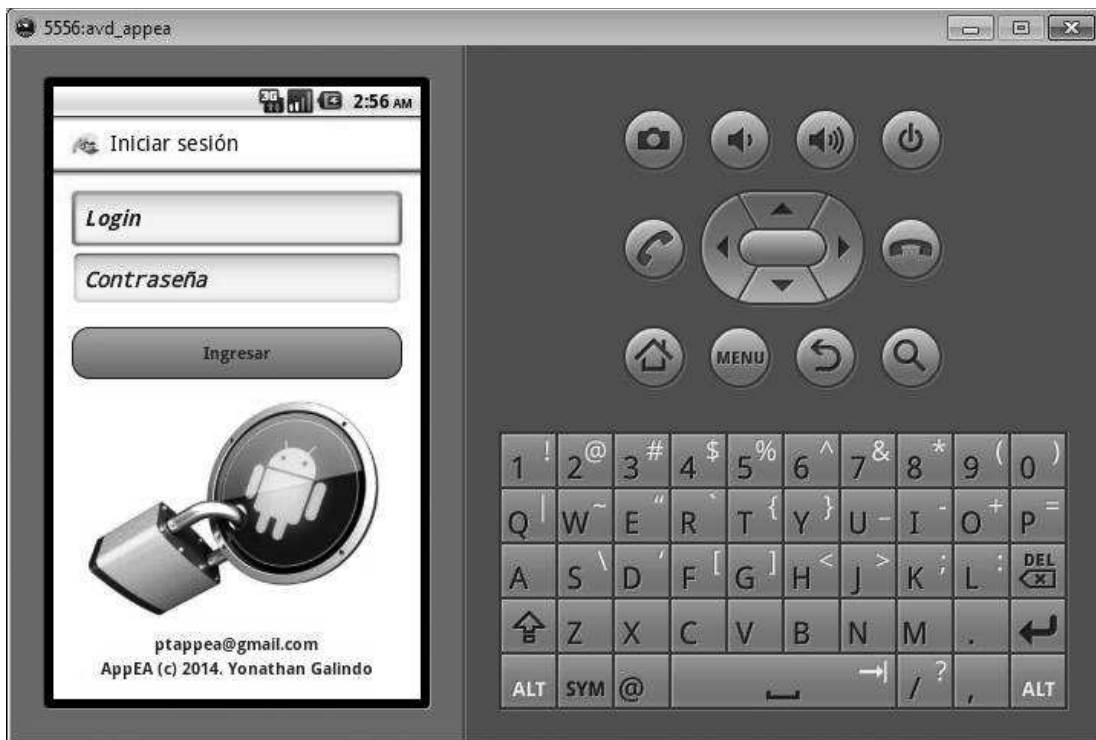 5556:avd_appea
3G
2:56 AM
Iniciar sesión
Login
Contraseña
Ingresar
ptappea@gmail.com
AppEA (c) 2014. Yonathan Galindo
MENU
1 ! 2 @ 3 # 4 $ 5 % 6 ^ 7 & 8 * 9 ( 0 )
Q | W ~ E “ R ` T { Y } U _ I - O + P =
A S \ D ' F [ G ] H < J > K ; L : DEL
Z X C V B N M .
ALT SYM @ / ? , ALT